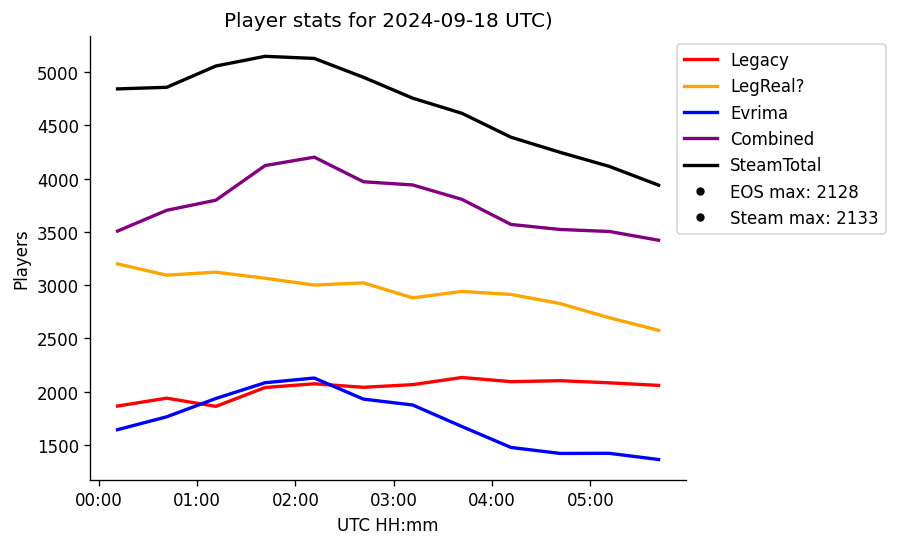 Player stats for 2024-09-18 UTC)
Legacy
LegReal?
Evrima
Combined
SteamTotal
EOS max: 2128
Steam max: 2133
Players
5000
4500
4000
3500
3000
2500
2000
1500
00:00 01:00 02:00 03:00 04:00 05:00
UTC HH:mm